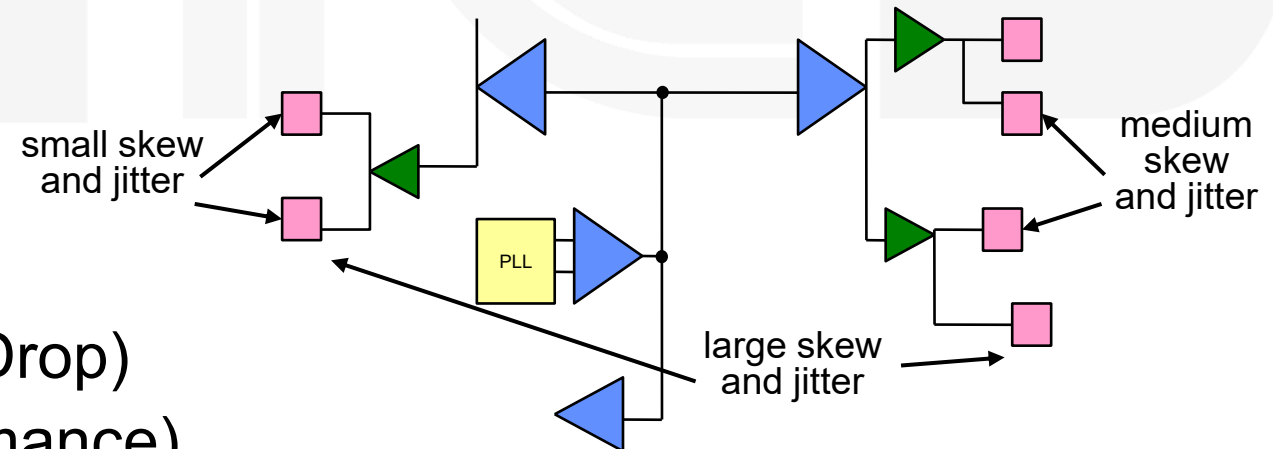 small skew
and jitter
medium
skew
and jitter
PLL
large skew
and jitter
Drop)